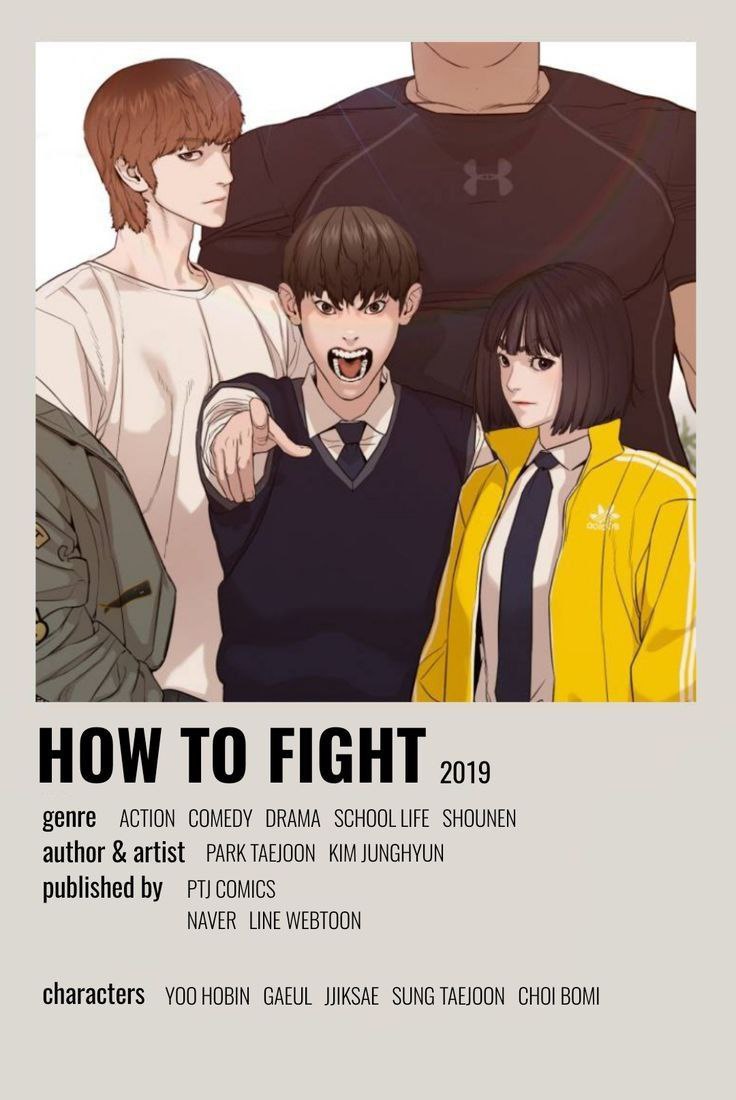 HOW TO FIGHT 2019
genre ACTION COMEDY DRAMA SCHOOL LIFE SHOUNEN
author & artist PARK TAEJOON KIM JUNGHYUN
published by PTJ COMICS
NAVER LINE WEBTOON
characters YOO HOBIN GAEUL JJIKSAE SUNG TAEJOON CHOI BOMI